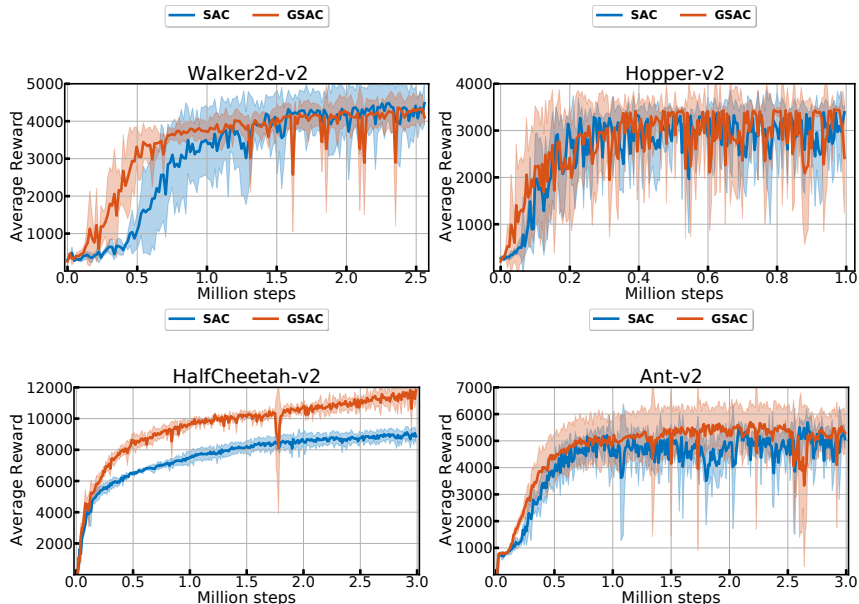 SAC GSAC
SAC GSAC
Walker2d-v2
Hopper-v2
5000
4000
3000
2000
1000
Average Reward
0.0 0.5 1.0 1.5 2.0 2.5
Million steps
4000
3000
2000
1000
Average Reward
0.0 0.2 0.4 0.6 0.8 1.0
Million steps
SAC GSAC
SAC GSAC
HalfCheetah-v2
Ant-v2
12000
10000
8000
6000
4000
2000
Average Reward
0.0 0.5 1.0 1.5 2.0 2.5 3.0
Million steps
7000
6000
5000
4000
3000
2000
1000
Average Reward
0.0 0.5 1.0 1.5 2.0 2.5 3.0
Million steps